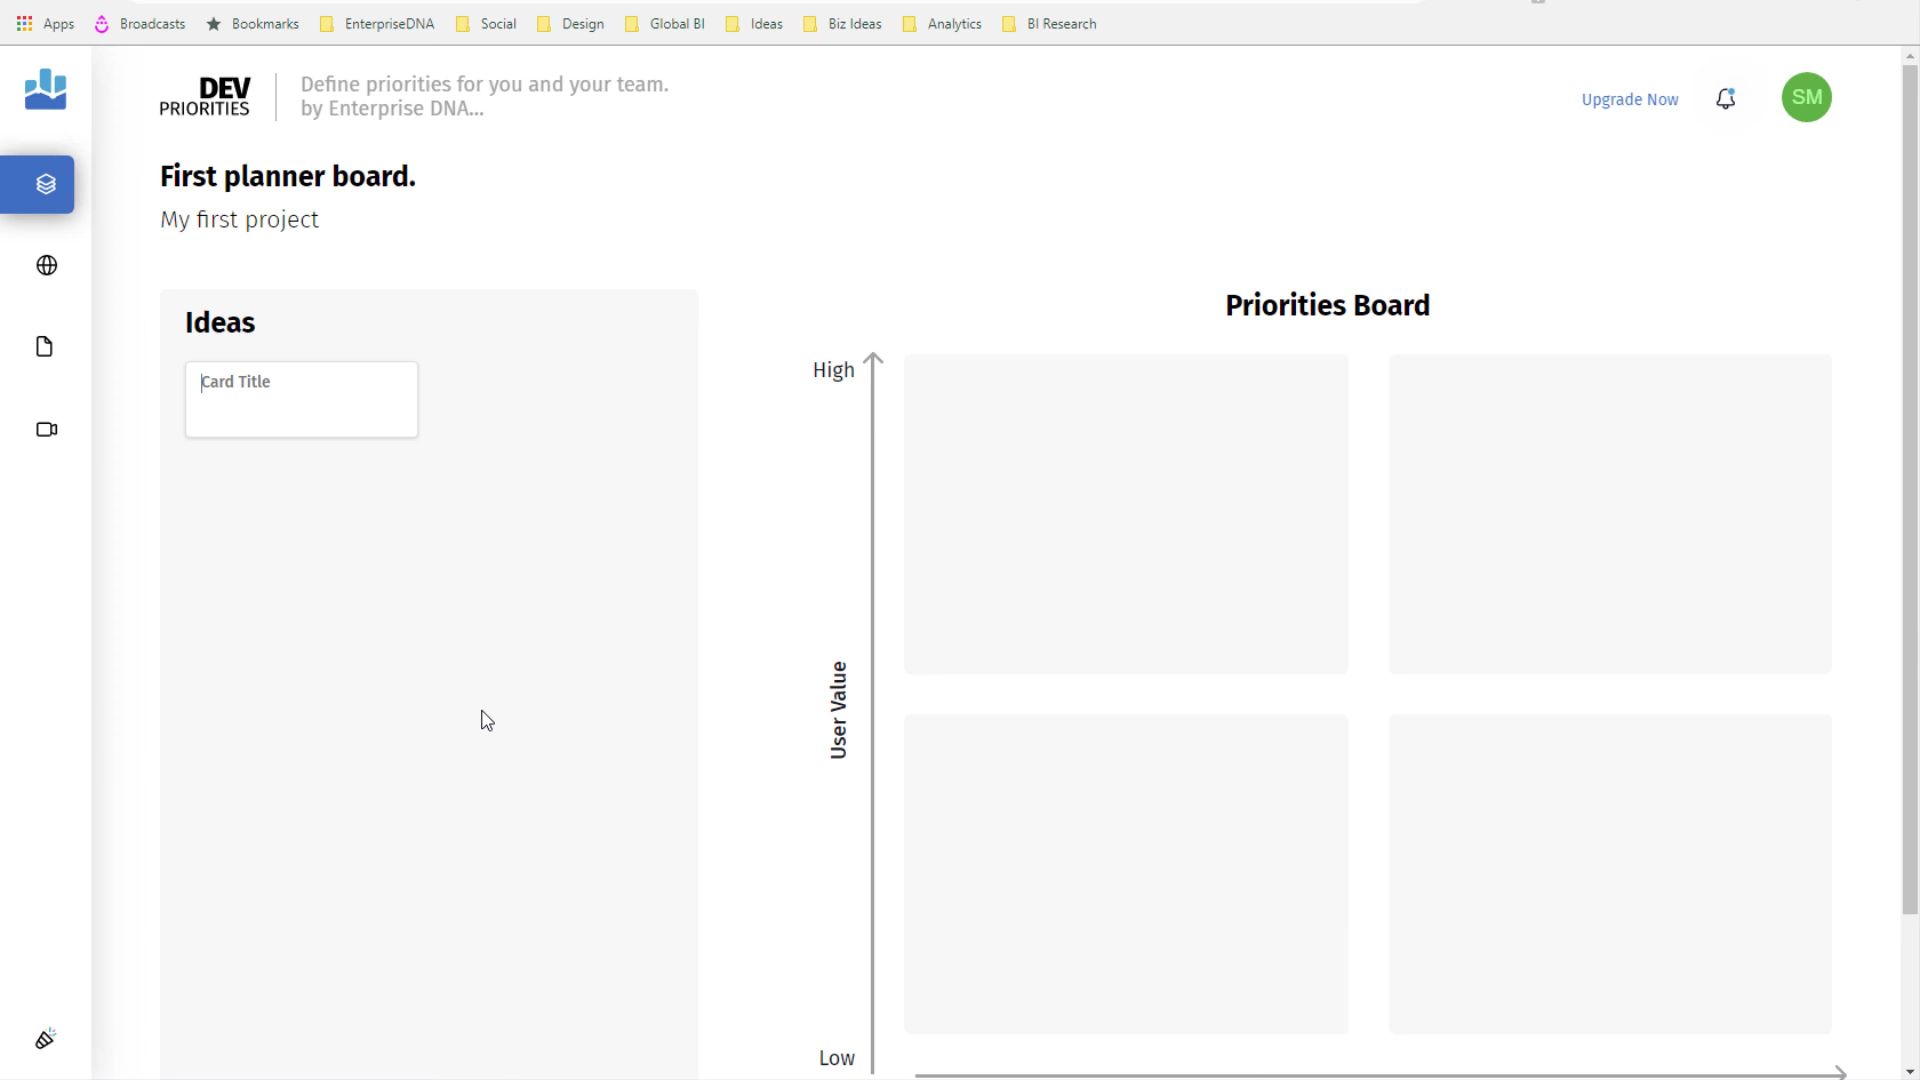 Apps Broadcasts Bookmarks EnterpriseDNA Social Design Global BI Ideas Biz Ideas Analytics BI Research
DEV
PRIORITIES
Define priorities for you and your team.
by Enterprise DNA...
Upgrade Now
SM
First planner board.
My first project
Ideas
Card Title
Priorities Board
High
User Value
Low